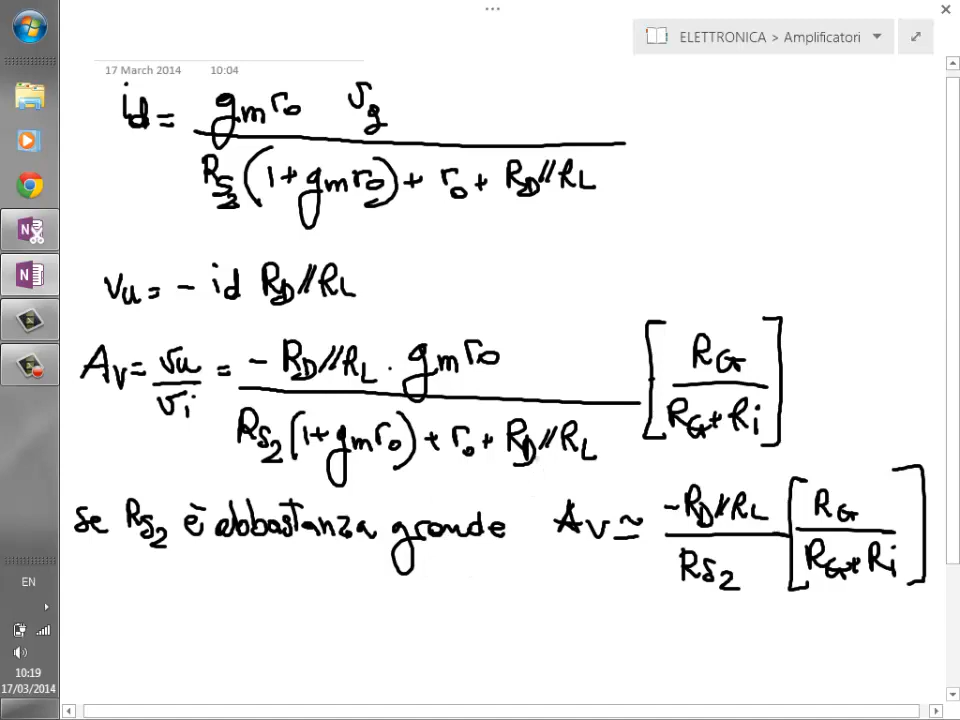 ELETTRONICA > Amplificatori
17 March 2014 10:04
id = gm ro vg / (RS2 (1 + gm ro) + ro + RD//RL)
vu = - id RD//RL
Av = vu/vi = - RD//RL · gm ro / (RS2 (1 + gm ro) + ro + RD//RL) [RG / (RG + Ri)]
se RS2 è abbastanza grande Av ≃ -RD//RL / RS2 [RG / (RG + Ri)]
EN
10:19
17/03/2014